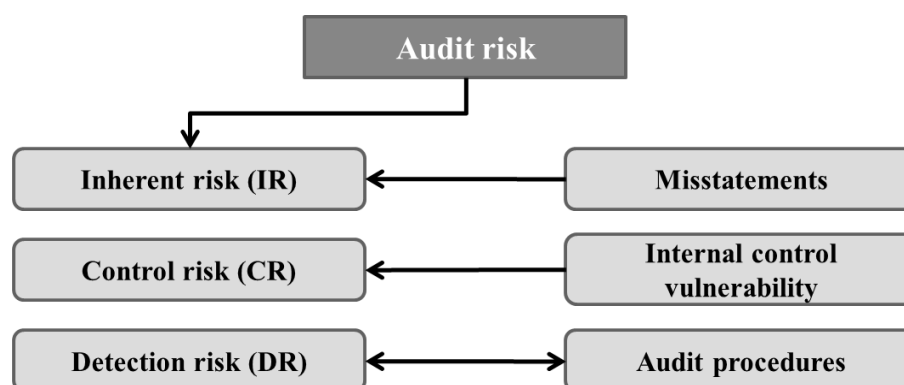 Audit risk
Inherent risk (IR)
Misstatements
Control risk (CR)
Internal control
vulnerability
Detection risk (DR)
Audit procedures